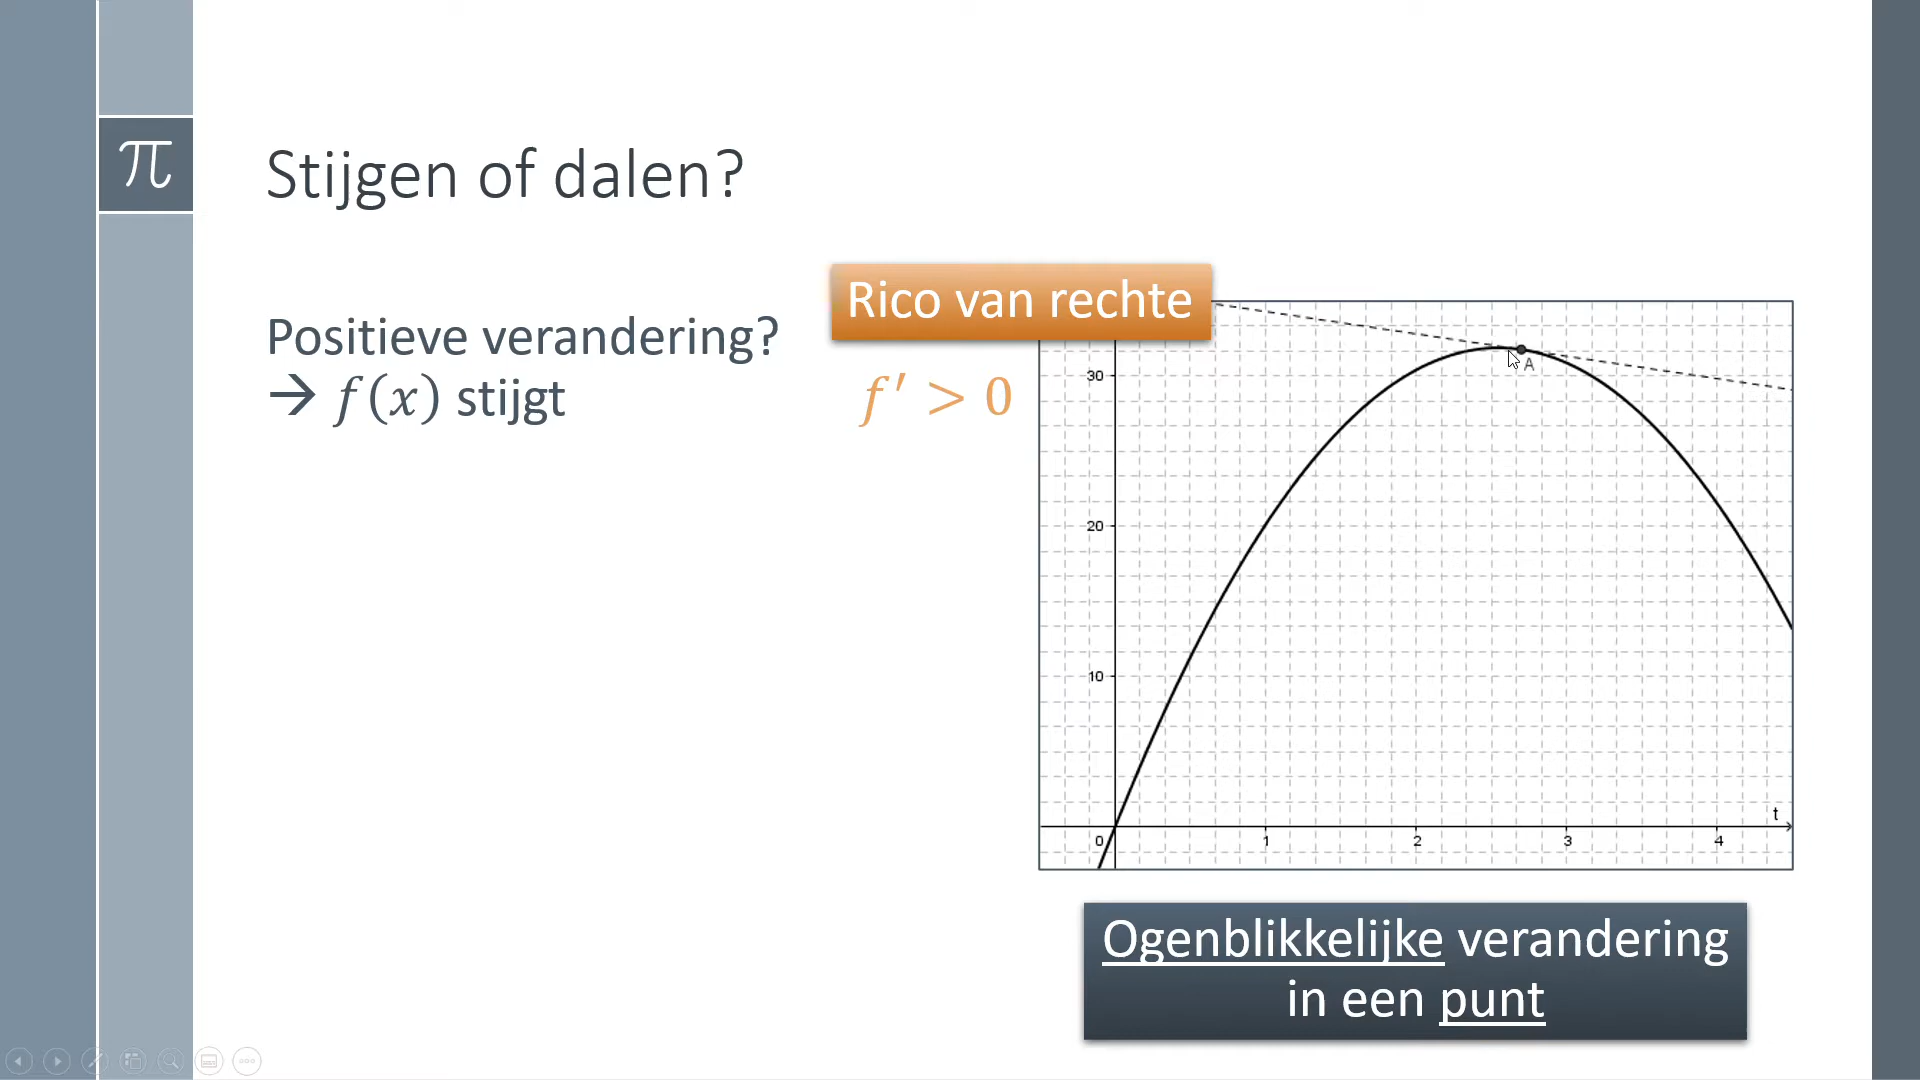 π
Stijgen of dalen?
Rico van rechte
Positieve verandering?
→ f(x) stijgt
f′ > 0
30
20
10
0
1
2
3
4
t
A
Ogenblikkelijke verandering
in een punt